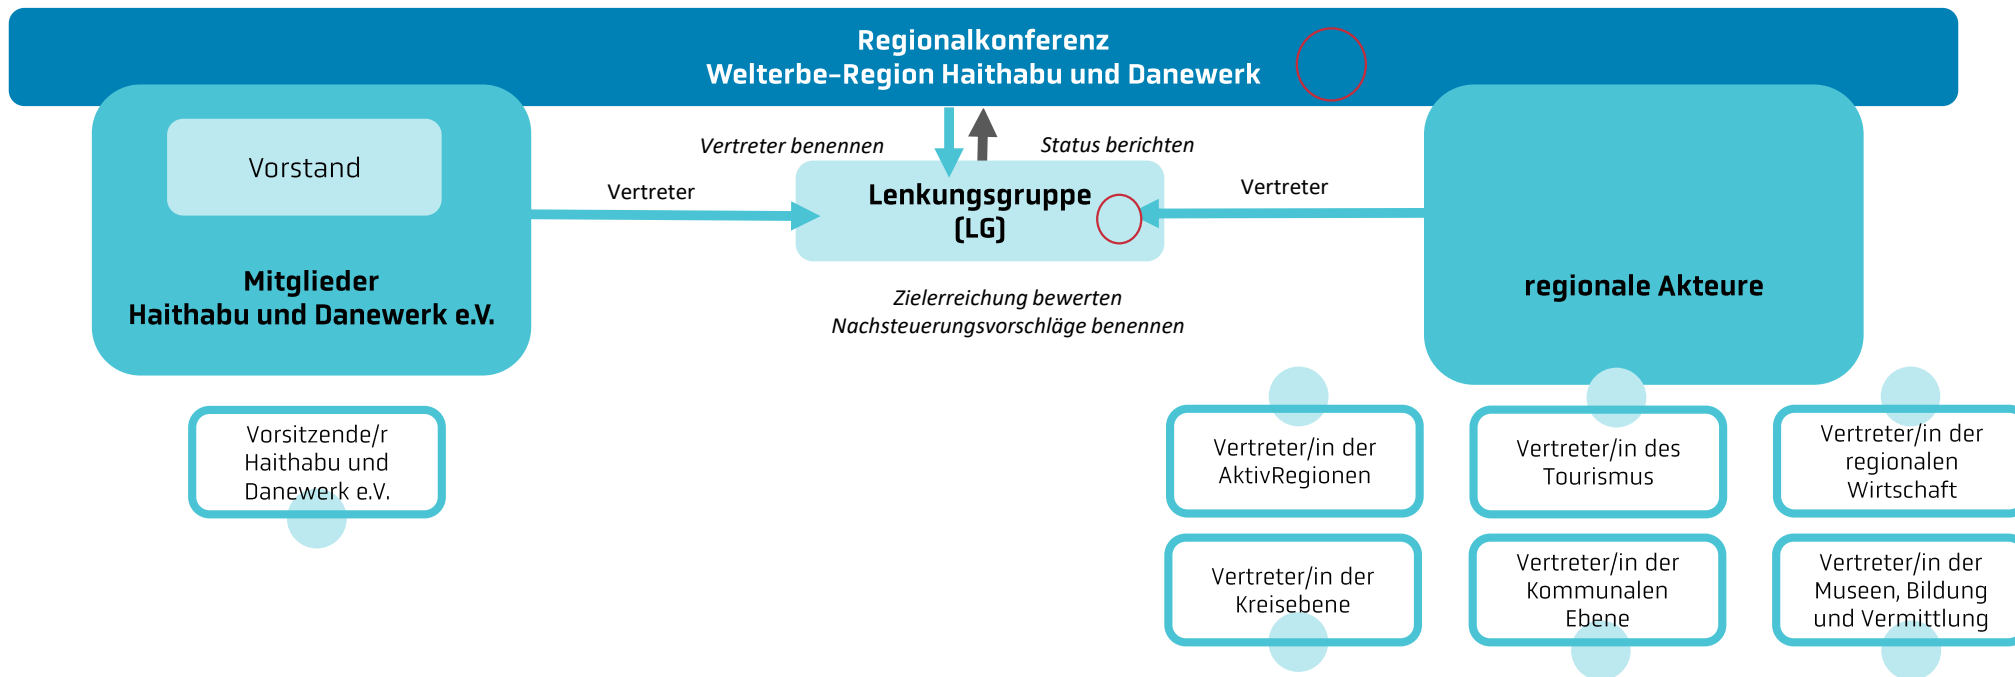 Regionalkonferenz
Welterbe-Region Haithabu und Danewerk
Vorstand
Mitglieder
Haithabu und Danewerk e.V.
Vertreter
Vertreter benennen
Status berichten
Lenkungsgruppe
(LG)
Zielerreichung bewerten
Nachsteuerungsvorschläge benennen
Vertreter
regionale Akteure
Vorsitzende/r
Haithabu und
Danewerk e.V.
Vertreter/in der
AktivRegionen
Vertreter/in des
Tourismus
Vertreter/in der
regionalen
Wirtschaft
Vertreter/in der
Kreisebene
Vertreter/in der
Kommunalen
Ebene
Vertreter/in der
Museen, Bildung
und Vermittlung